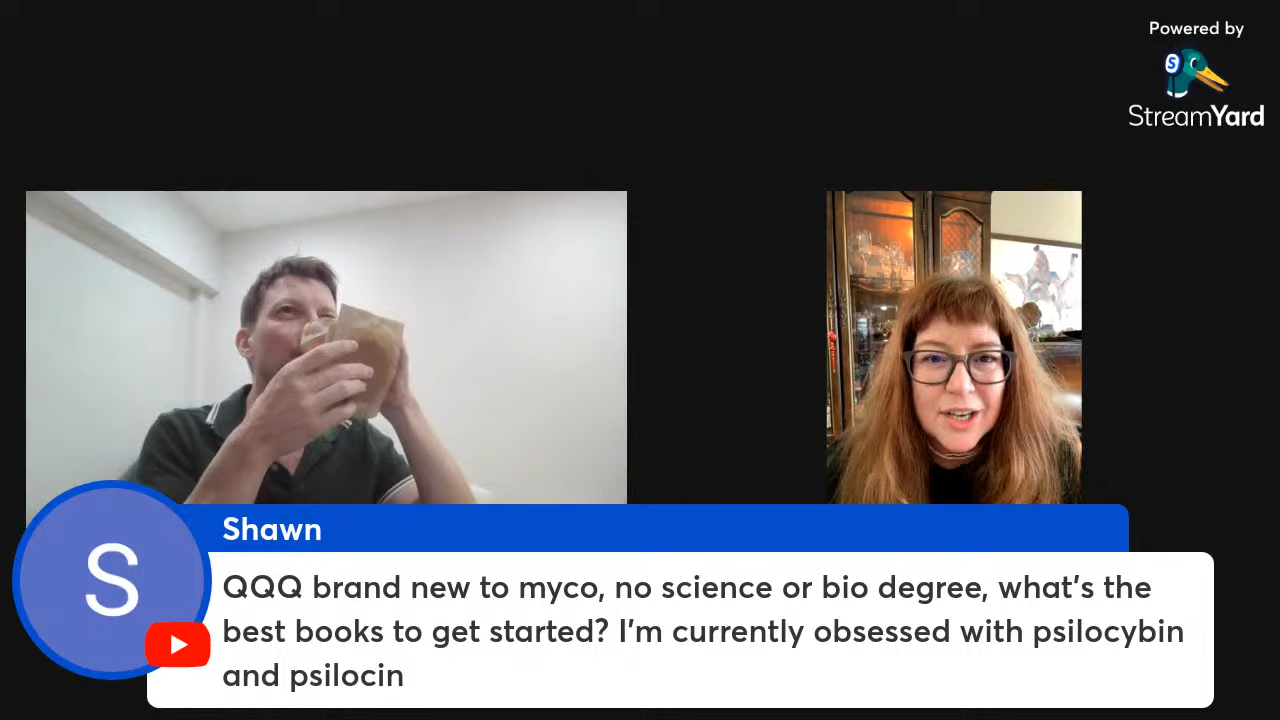 Powered by
S
StreamYard
Shawn
S
QQQ brand new to myco, no science or bio degree, what's the
best books to get started? I'm currently obsessed with psilocybin
and psilocin